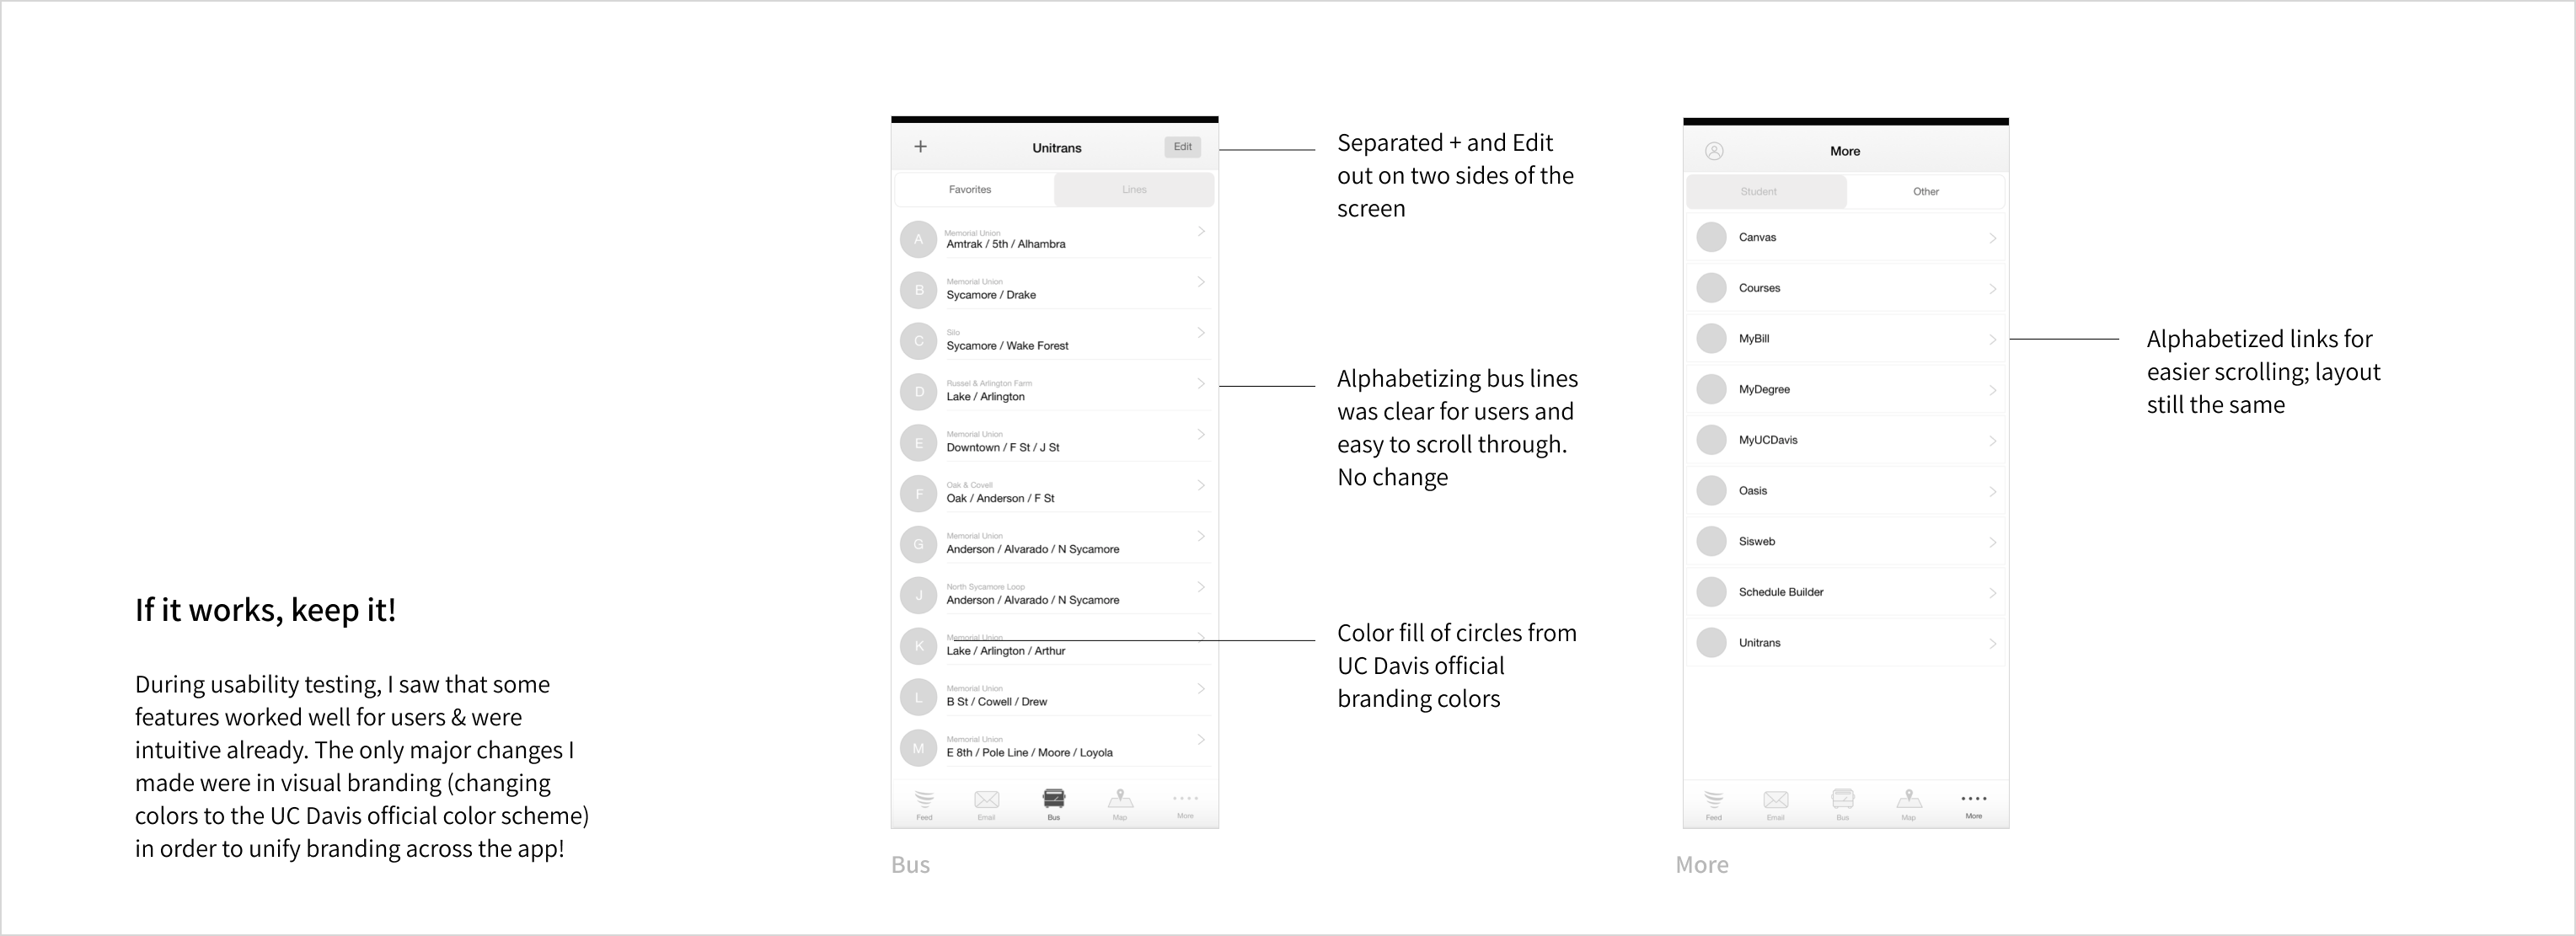 If it works, keep it!
During usability testing, I saw that some
features worked well for users & were
intuitive already. The only major changes I
made were in visual branding (changing
colors to the UC Davis official color scheme)
in order to unify branding across the app!
+
Unitrans
Edit
Favorites
Lines
A
Memorial Union
Amtrak / 5th / Alhambra
B
Memorial Union
Sycamore / Drake
C
Silo
Sycamore / Wake Forest
D
Russel & Arlington Farm
Lake / Arlington
E
Memorial Union
Downtown / F St / J St
F
Oak & Covell
Oak / Anderson / F St
G
Memorial Union
Anderson / Alvarado / N Sycamore
J
North Sycamore Loop
Anderson / Alvarado / N Sycamore
K
Memorial Union
Lake / Arlington / Arthur
L
Memorial Union
B St / Cowell / Drew
M
Memorial Union
E 8th / Pole Line / Moore / Loyola
Feed
Email
Bus
Map
More
Bus
Separated + and Edit
out on two sides of the
screen
Alphabetizing bus lines
was clear for users and
easy to scroll through.
No change
Color fill of circles from
UC Davis official
branding colors
More
Student
Other
Canvas
Courses
MyBill
MyDegree
MyUCDavis
Oasis
Sisweb
Schedule Builder
Unitrans
Feed
Email
Bus
Map
More
More
Alphabetized links for
easier scrolling; layout
still the same